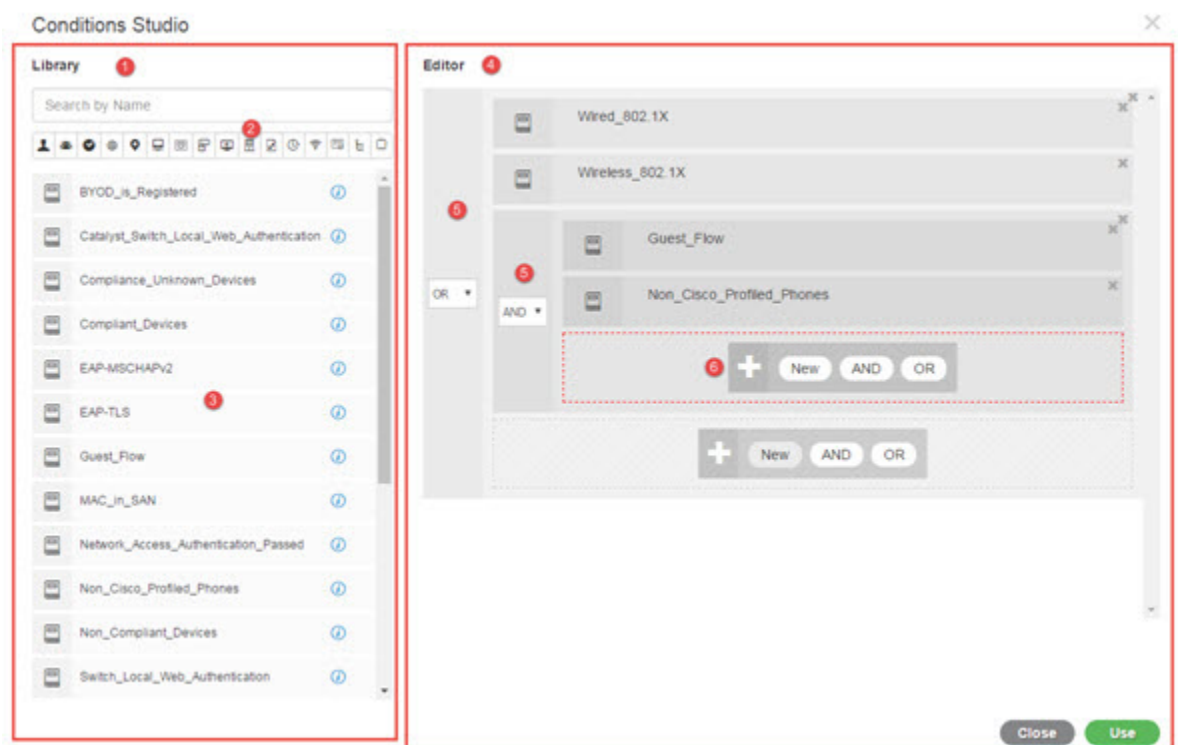 Conditions Studio
Library 1
Search by Name
2
BYOD_is_Registered
Catalyst_Switch_Local_Web_Authentication
Compliance_Unknown_Devices
Compliant_Devices
EAP-MSCHAPv2
3
EAP-TLS
Guest_Flow
MAC_in_SAN
Network_Access_Authentication_Passed
Non_Cisco_Profiled_Phones
Non_Compliant_Devices
Switch_Local_Web_Authentication
Editor 4
Wired_802.1X
Wireless_802.1X
5
OR
5
AND
Guest_Flow
Non_Cisco_Profiled_Phones
6 New AND OR
New AND OR
Close Use